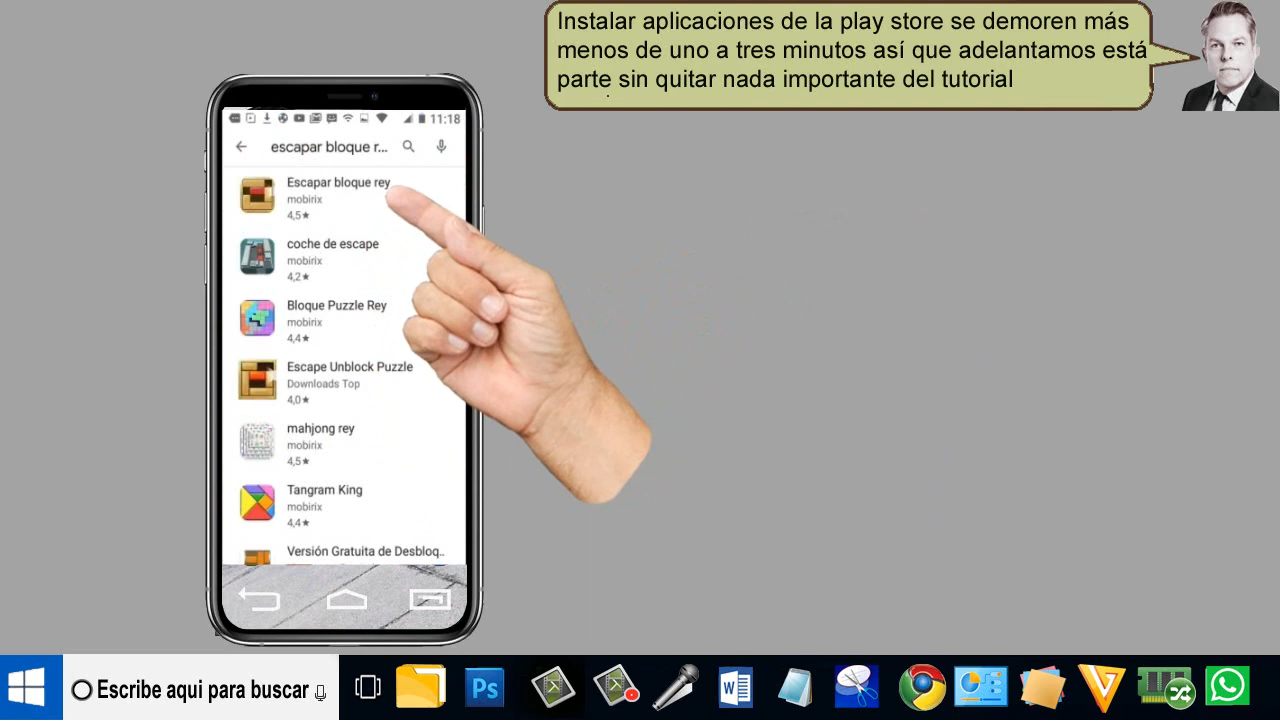 Instalar aplicaciones de la play store se demoren más
menos de uno a tres minutos así que adelantamos está
parte sin quitar nada importante del tutorial
11:18
escapar bloque r...
Escapar bloque rey
mobirix
4,5★
coche de escape
mobirix
4,2★
Bloque Puzzle Rey
mobirix
4,4★
Escape Unblock Puzzle
Downloads Top
4,0★
mahjong rey
mobirix
4,5★
Tangram King
mobirix
4,4★
Versión Gratuita de Desbloq..
Escribe aqui para buscar
Ps
W